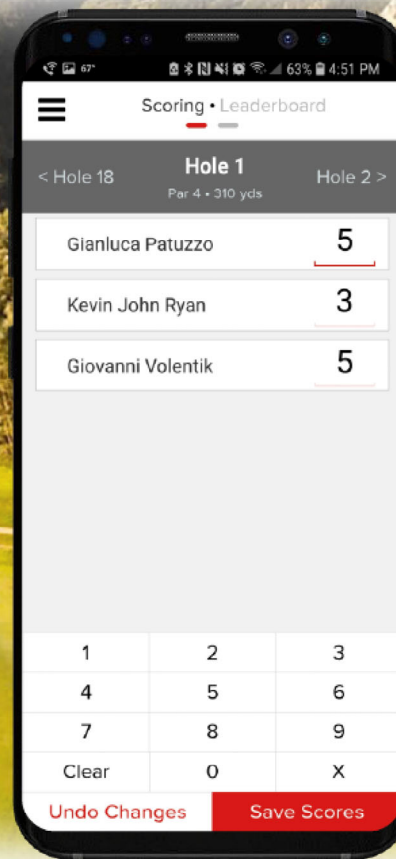 67° 63% 4:51 PM
Scoring • Leaderboard
< Hole 18 Hole 1 Hole 2 >
Par 4 • 310 yds
Gianluca Patuzzo 5
Kevin John Ryan 3
Giovanni Volentik 5
1 2 3
4 5 6
7 8 9
Clear 0 X
Undo Changes Save Scores